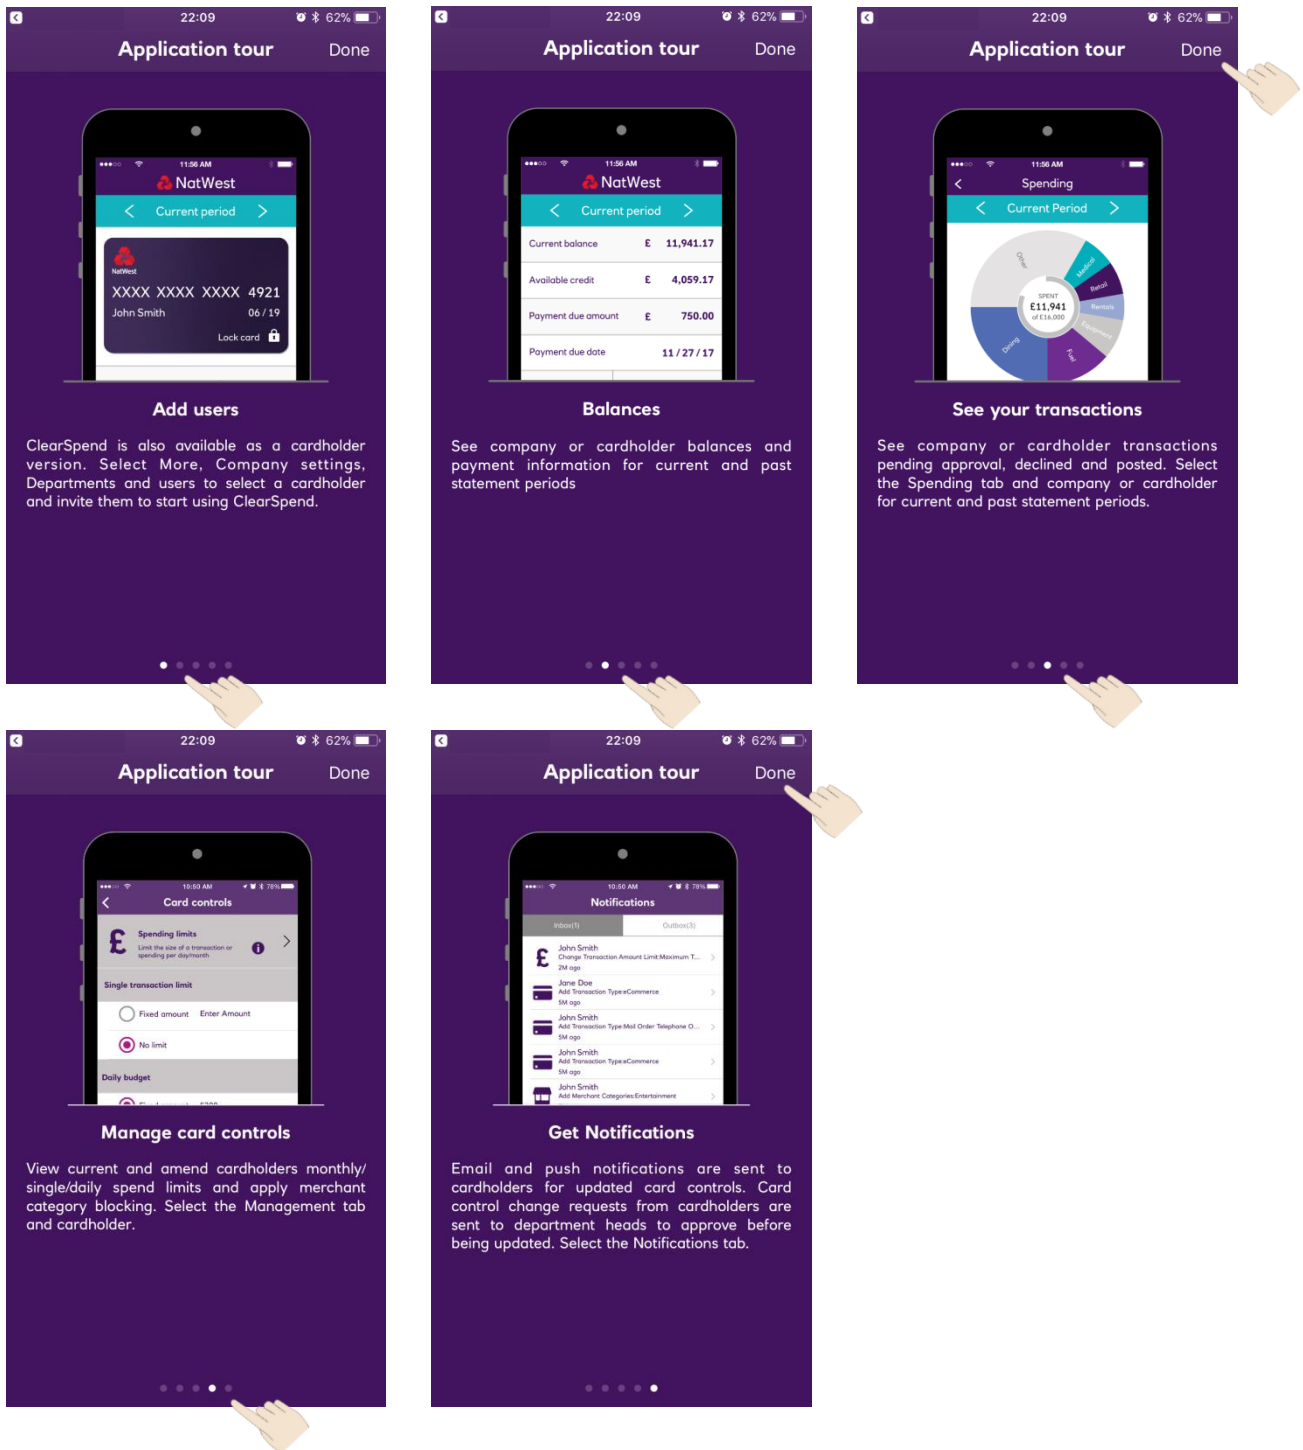 22:09
62%
Application tour
Done
11:56 AM
NatWest
Current period
NatWest
XXXX XXXX XXXX 4921
John Smith 06 / 19
Lock card
Add users
ClearSpend is also available as a cardholder
version. Select More, Company settings,
Departments and users to select a cardholder
and invite them to start using ClearSpend.
22:09
62%
Application tour
Done
11:56 AM
NatWest
Current period
Current balance £ 11,941.17
Available credit £ 4,059.17
Payment due amount £ 750.00
Payment due date 11 / 27 / 17
Balances
See company or cardholder balances and
payment information for current and past
statement periods
22:09
62%
Application tour
Done
11:56 AM
Spending
Current Period
Other
Medical
Retail
Rentals
Equipment
Fuel
Dining
SPENT
£11,941
of £16,000
See your transactions
See company or cardholder transactions
pending approval, declined and posted. Select
the Spending tab and company or cardholder
for current and past statement periods.
22:09
62%
Application tour
Done
10:50 AM
78%
Card controls
£
Spending limits
Limit the size of a transaction or
spending per day/month
Single transaction limit
Fixed amount Enter Amount
No limit
Daily budget
Manage card controls
View current and amend cardholders monthly/
single/daily spend limits and apply merchant
category blocking. Select the Management tab
and cardholder.
22:09
62%
Application tour
Done
10:50 AM
78%
Notifications
Inbox(1)
Outbox(3)
£
John Smith
Change Transaction Amount Limit:Maximum T...
2M ago
Jane Doe
Add Transaction Type:eCommerce
5M ago
John Smith
Add Transaction Type:Mail Order Telephone O...
5M ago
John Smith
Add Transaction Type:eCommerce
5M ago
John Smith
Add Merchant Categories:Entertainment
Get Notifications
Email and push notifications are sent to
cardholders for updated card controls. Card
control change requests from cardholders are
sent to department heads to approve before
being updated. Select the Notifications tab.